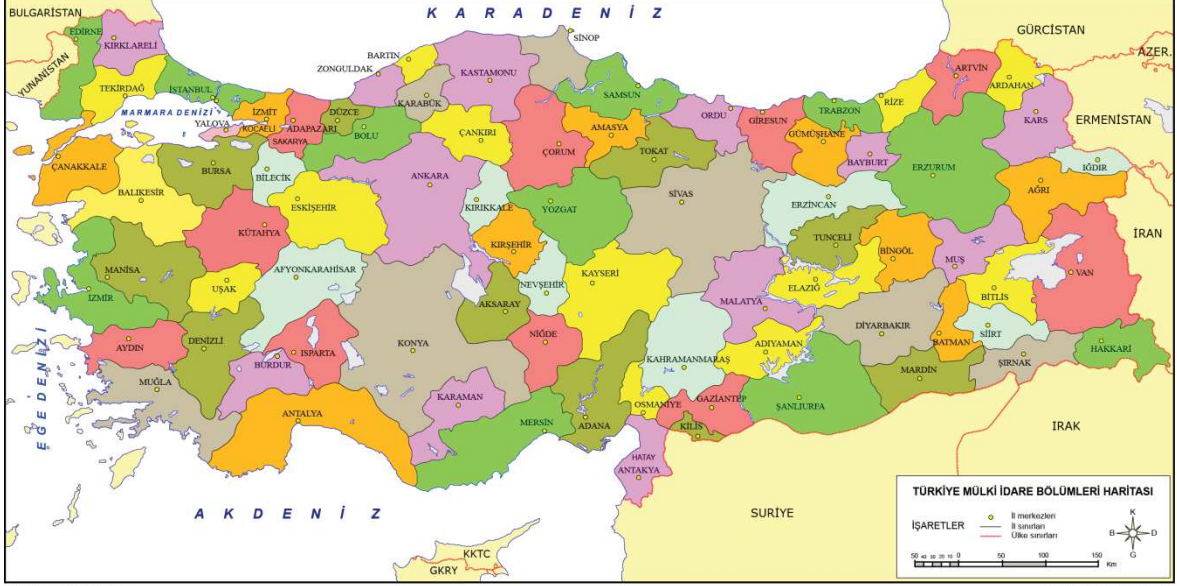 K A R A D E N İ Z
BULGARİSTAN
GÜRCİSTAN
EDİRNE
KIRKLARELİ
SİNOP
AZER.
YUNANİSTAN
BARTIN
ZONGULDAK
KASTAMONU
ARTVİN
ARDAHAN
TEKİRDAĞ
İSTANBUL
KARABÜK
SAMSUN
TRABZON
RİZE
MARMARA DENİZİ
YALOVA
İZMİT
KOCAELİ
ADAPAZARI
SAKARYA
DÜZCE
BOLU
ÇANKIRI
AMASYA
ORDU
GİRESUN
GÜMÜŞHANE
KARS
ERMENİSTAN
ÇANAKKALE
BURSA
BİLECİK
ÇORUM
TOKAT
BAYBURT
ERZURUM
IĞDIR
BALIKESİR
ESKİŞEHİR
ANKARA
KIRIKKALE
YOZGAT
SİVAS
ERZİNCAN
AĞRI
KÜTAHYA
KIRŞEHİR
TUNCELİ
BİNGÖL
MUŞ
İRAN
MANİSA
AFYONKARAHİSAR
UŞAK
NEVŞEHİR
KAYSERİ
ELAZIĞ
VAN
İZMİR
AKSARAY
MALATYA
BİTLİS
E G E D E N İ Z İ
AYDIN
DENİZLİ
ISPARTA
KONYA
NİĞDE
DİYARBAKIR
SİİRT
BATMAN
HAKKARİ
BURDUR
KAHRAMANMARAŞ
ADIYAMAN
MARDİN
ŞIRNAK
MUĞLA
KARAMAN
ANTALYA
MERSİN
ADANA
OSMANİYE
GAZİANTEP
KİLİS
ŞANLIURFA
IRAK
HATAY
ANTAKYA
A K D E N İ Z
SURİYE
KKTC
GKRY
TÜRKİYE MÜLKİ İDARE BÖLÜMLERİ HARİTASI
İŞARETLER
İl merkezleri
İl sınırları
Ülke sınırları
K
B D
G
50 40 30 20 10 0 50 100 150
Km